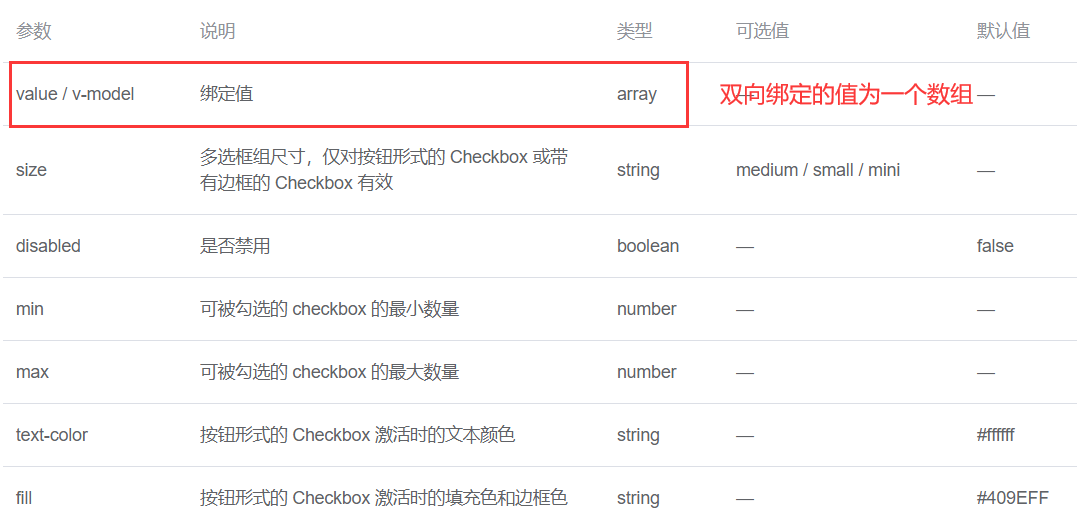 参数 说明 类型 可选值 默认值
value / v-model 绑定值 array — 双向绑定的值为一个数组 —
size 多选框组尺寸，仅对按钮形式的 Checkbox 或带 string medium / small / mini —
有边框的 Checkbox 有效
disabled 是否禁用 boolean — false
min 可被勾选的 checkbox 的最小数量 number — —
max 可被勾选的 checkbox 的最大数量 number — —
text-color 按钮形式的 Checkbox 激活时的文本颜色 string — #ffffff
fill 按钮形式的 Checkbox 激活时的填充色和边框色 string — #409EFF